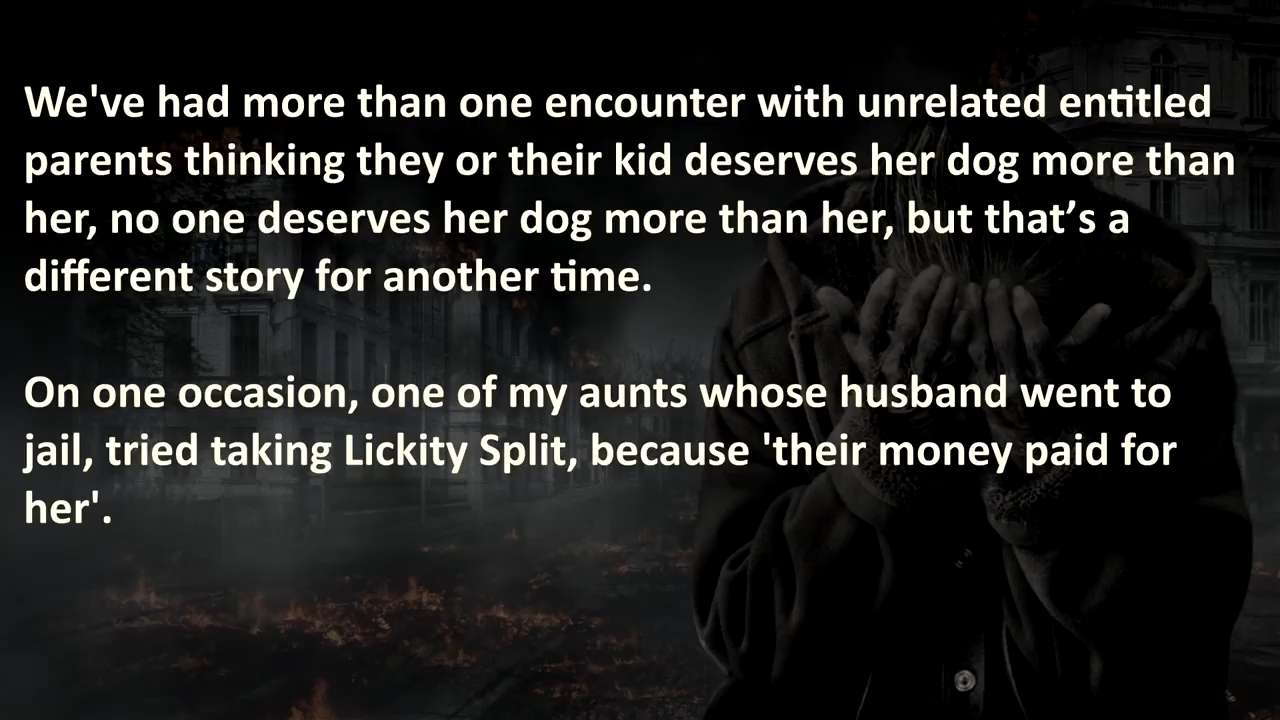 We've had more than one encounter with unrelated entitled
parents thinking they or their kid deserves her dog more than
her, no one deserves her dog more than her, but that’s a
different story for another time.
On one occasion, one of my aunts whose husband went to
jail, tried taking Lickity Split, because 'their money paid for
her'.